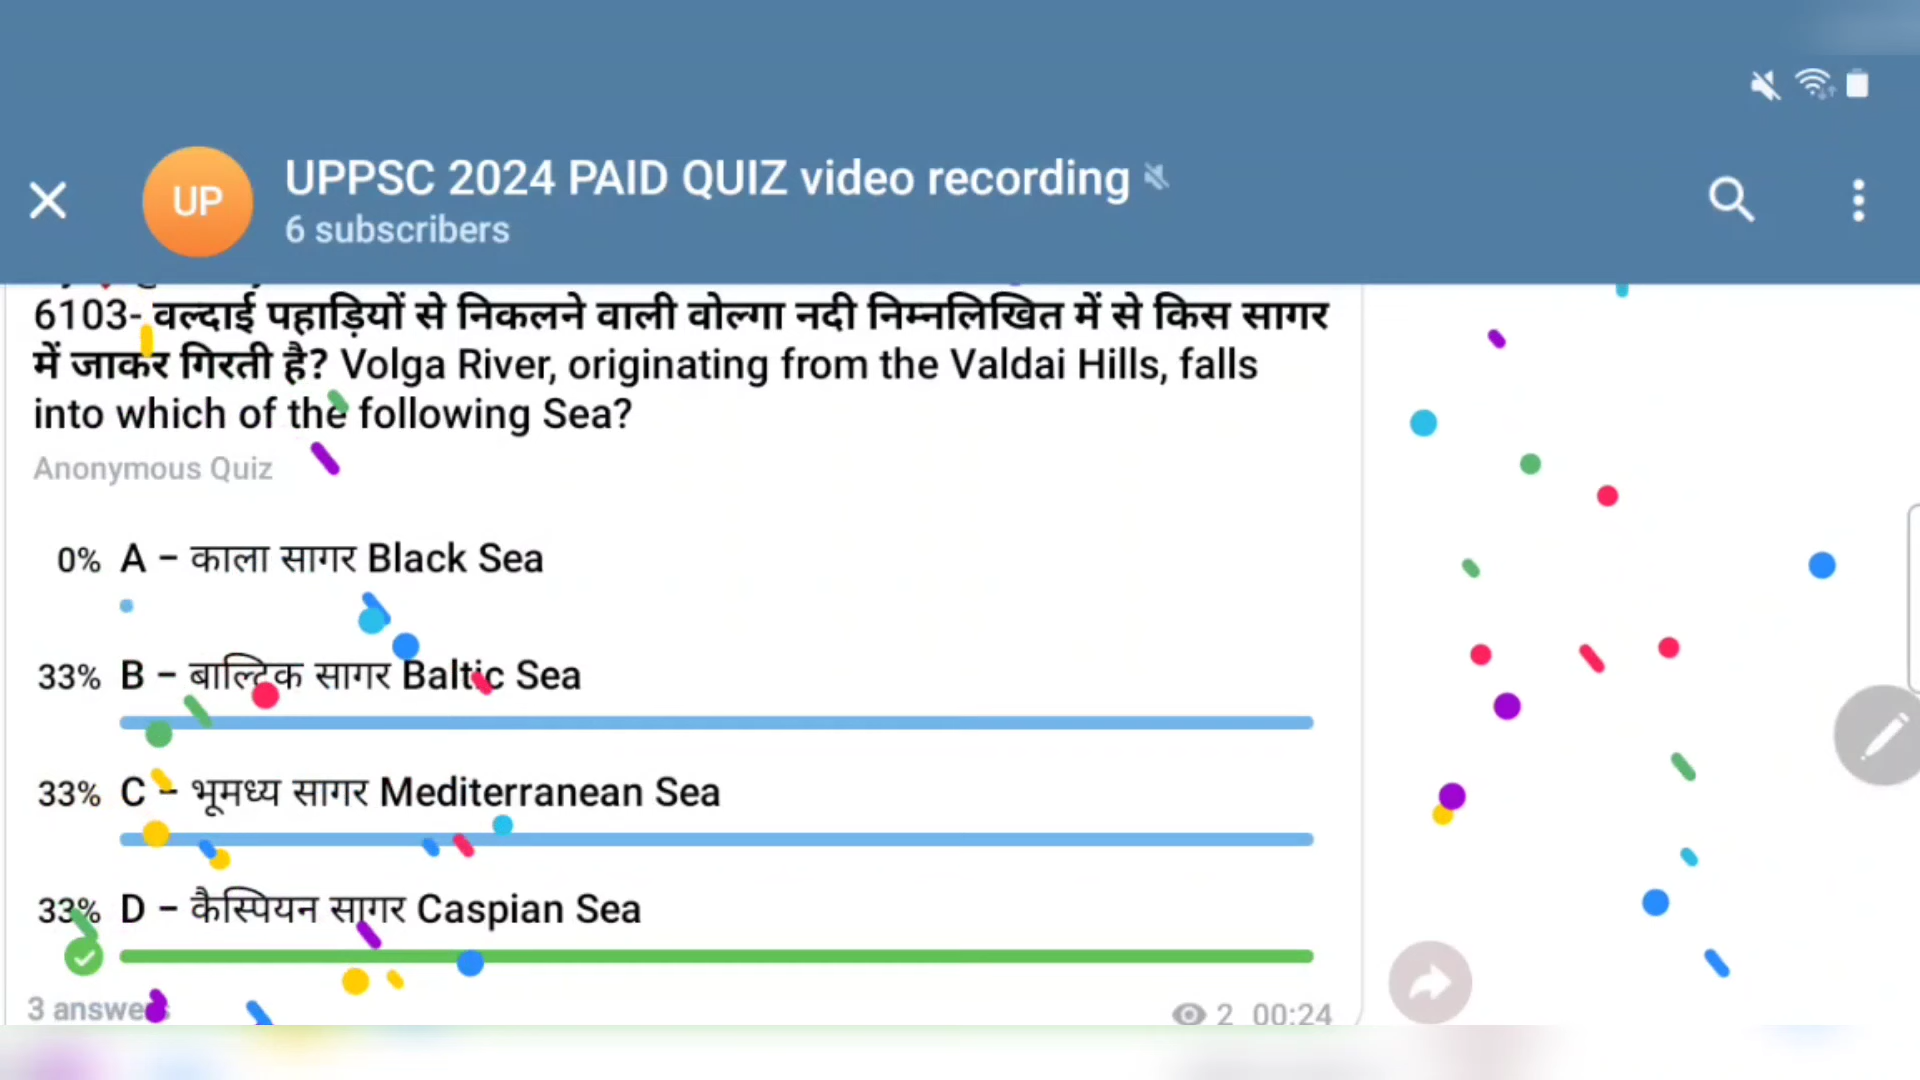 UP
UPPSC 2024 PAID QUIZ video recording
6 subscribers
6103- वल्दाई पहाड़ियों से निकलने वाली वोल्गा नदी निम्नलिखित में से किस सागर
में जाकर गिरती है? Volga River, originating from the Valdai Hills, falls
into which of the following Sea?
Anonymous Quiz
0% A – काला सागर Black Sea
33% B – बाल्टिक सागर Baltic Sea
33% C – भूमध्य सागर Mediterranean Sea
33% D – कैस्पियन सागर Caspian Sea
3 answers
2 00:24